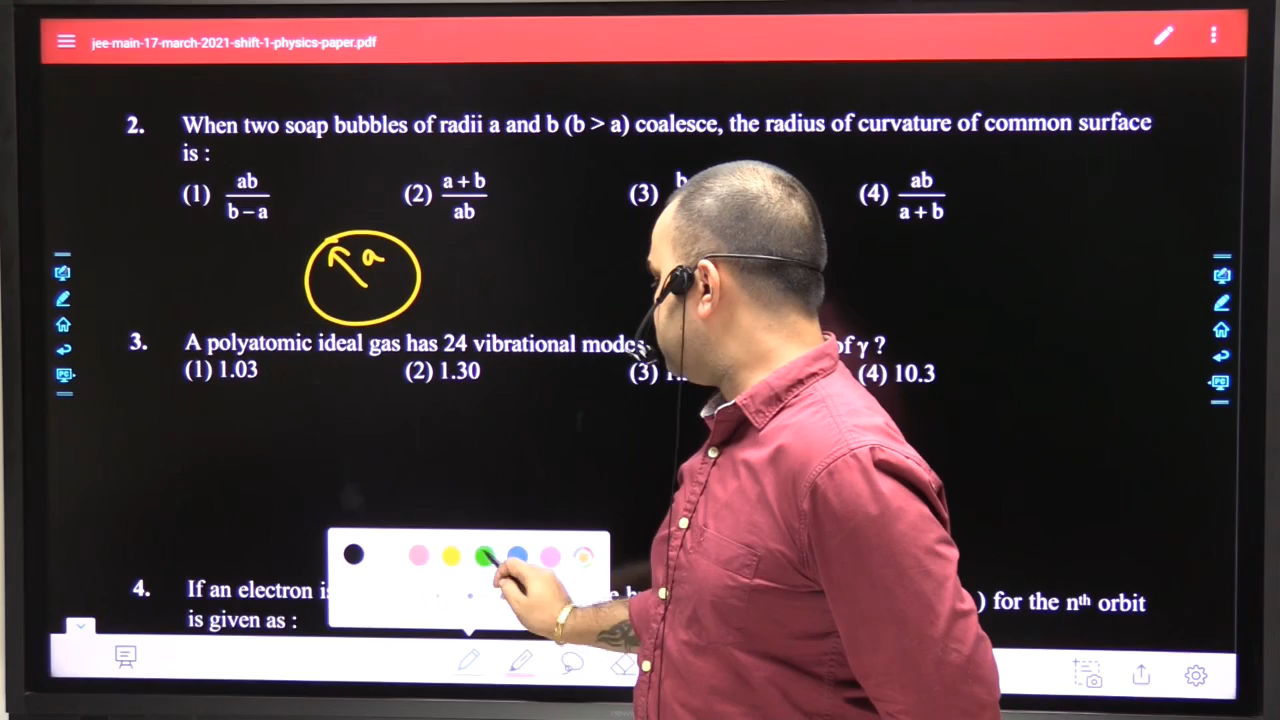 jee-main-17-march-2021-shift-1-physics-paper.pdf
2. When two soap bubbles of radii a and b (b > a) coalesce, the radius of curvature of common surface
is :
(1) ab / b − a (2) a + b / ab (3) b (4) ab / a + b
a
3. A polyatomic ideal gas has 24 vibrational modes of γ ?
(1) 1.03 (2) 1.30 (3) (4) 10.3
4. If an electron ) for the nth orbit
is given as :
PC
PC